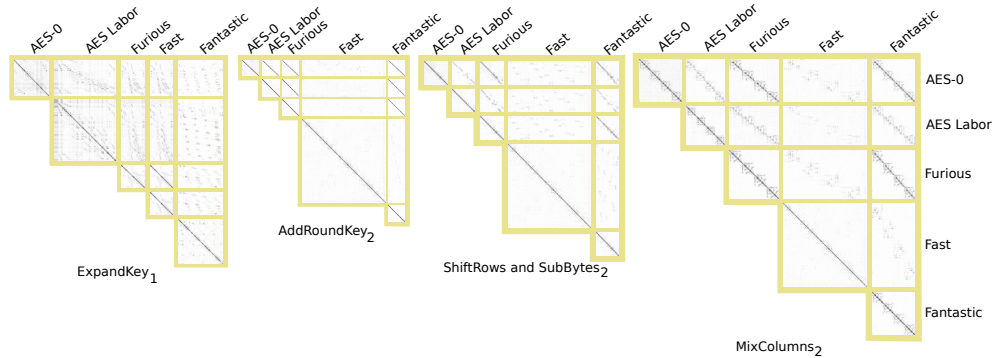 AES-0 AES Labor Furious Fast Fantastic
AES-0 AES Labor Furious Fast Fantastic
AES-0 AES Labor Furious Fast Fantastic
AES-0 AES Labor Furious Fast Fantastic
AES-0
AES Labor
Furious
Fast
Fantastic
ExpandKey1
AddRoundKey2
ShiftRows and SubBytes2
MixColumns2